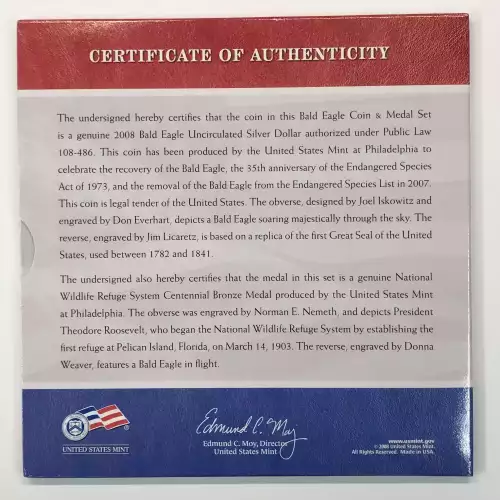 CERTIFICATE OF AUTHENTICITY
The undersigned hereby certifies that the coin in this Bald Eagle Coin & Medal Set
is a genuine 2008 Bald Eagle Uncirculated Silver Dollar authorized under Public Law
108-486. This coin has been produced by the United States Mint at Philadelphia to
celebrate the recovery of the Bald Eagle, the 35th anniversary of the Endangered Species
Act of 1973, and the removal of the Bald Eagle from the Endangered Species List in 2007.
This coin is legal tender of the United States. The obverse, designed by Joel Iskowitz and
engraved by Don Everhart, depicts a Bald Eagle soaring majestically through the sky. The
reverse, engraved by Jim Licaretz, is based on a replica of the first Great Seal of the United
States, used between 1782 and 1841.
The undersigned also hereby certifies that the medal in this set is a genuine National
Wildlife Refuge System Centennial Bronze Medal produced by the United States Mint
at Philadelphia. The obverse was engraved by Norman E. Nemeth, and depicts President
Theodore Roosevelt, who began the National Wildlife Refuge System by establishing the
first refuge at Pelican Island, Florida, on March 14, 1903. The reverse, engraved by Donna
Weaver, features a Bald Eagle in flight.
UNITED STATES MINT
Edmund C. Moy
Edmund C. Moy, Director
United States Mint
www.usmint.gov
© 2008 United States Mint.
All Rights Reserved. Made in USA.